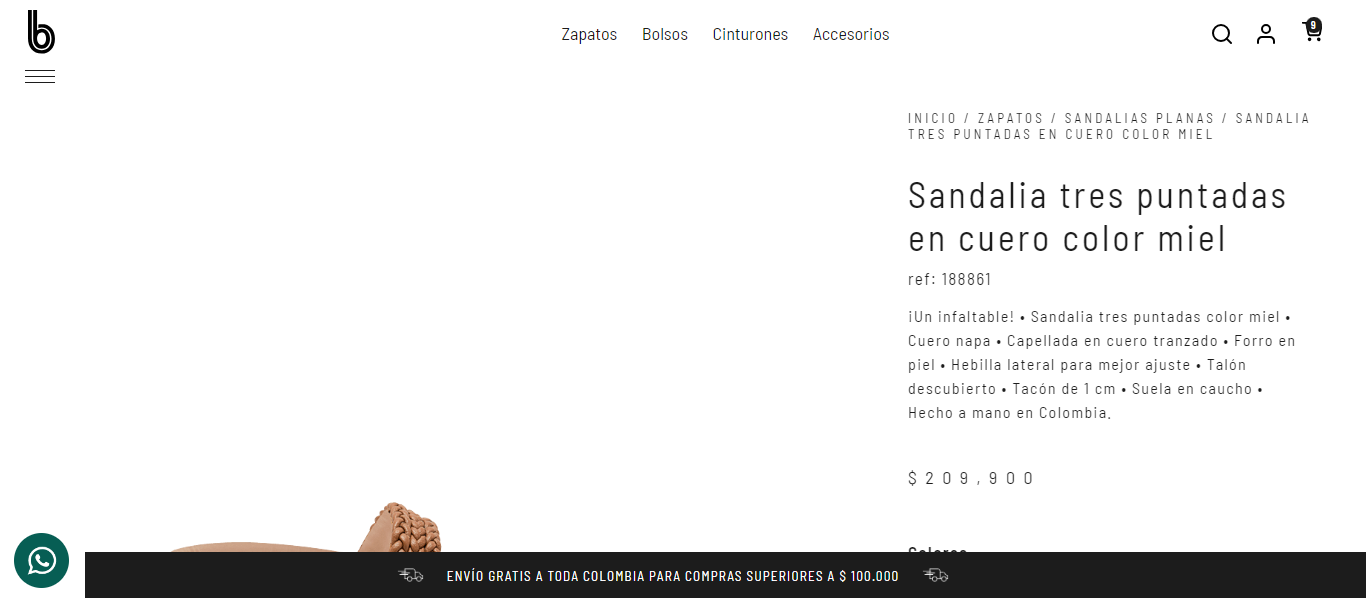 b
Zapatos Bolsos Cinturones Accesorios
9
INICIO / ZAPATOS / SANDALIAS PLANAS / SANDALIA
TRES PUNTADAS EN CUERO COLOR MIEL
Sandalia tres puntadas
en cuero color miel
ref: 188861
¡Un infaltable! • Sandalia tres puntadas color miel •
Cuero napa • Capellada en cuero tranzado • Forro en
piel • Hebilla lateral para mejor ajuste • Talón
descubierto • Tacón de 1 cm • Suela en caucho •
Hecho a mano en Colombia.
$209,900
Colores
ENVÍO GRATIS A TODA COLOMBIA PARA COMPRAS SUPERIORES A $ 100.000